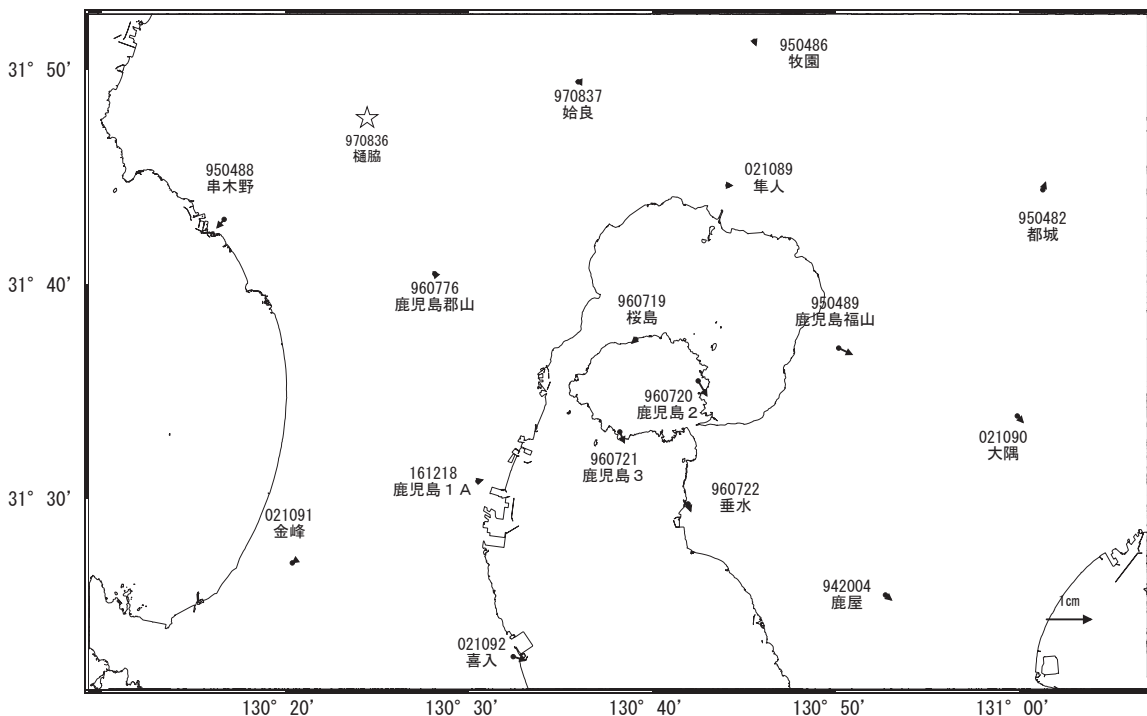 31° 50'
950486
牧園
970837
姶良
970836
樋脇
950488
串木野
021089
隼人
950482
都城
31° 40'
960776
鹿児島郡山
960719
桜島
950489
鹿児島福山
960720
鹿児島２
021090
大隅
960721
鹿児島３
161218
鹿児島１Ａ
31° 30'
960722
垂水
021091
金峰
942004
鹿屋
1cm
021092
喜入
130° 20'
130° 30'
130° 40'
130° 50'
131° 00'